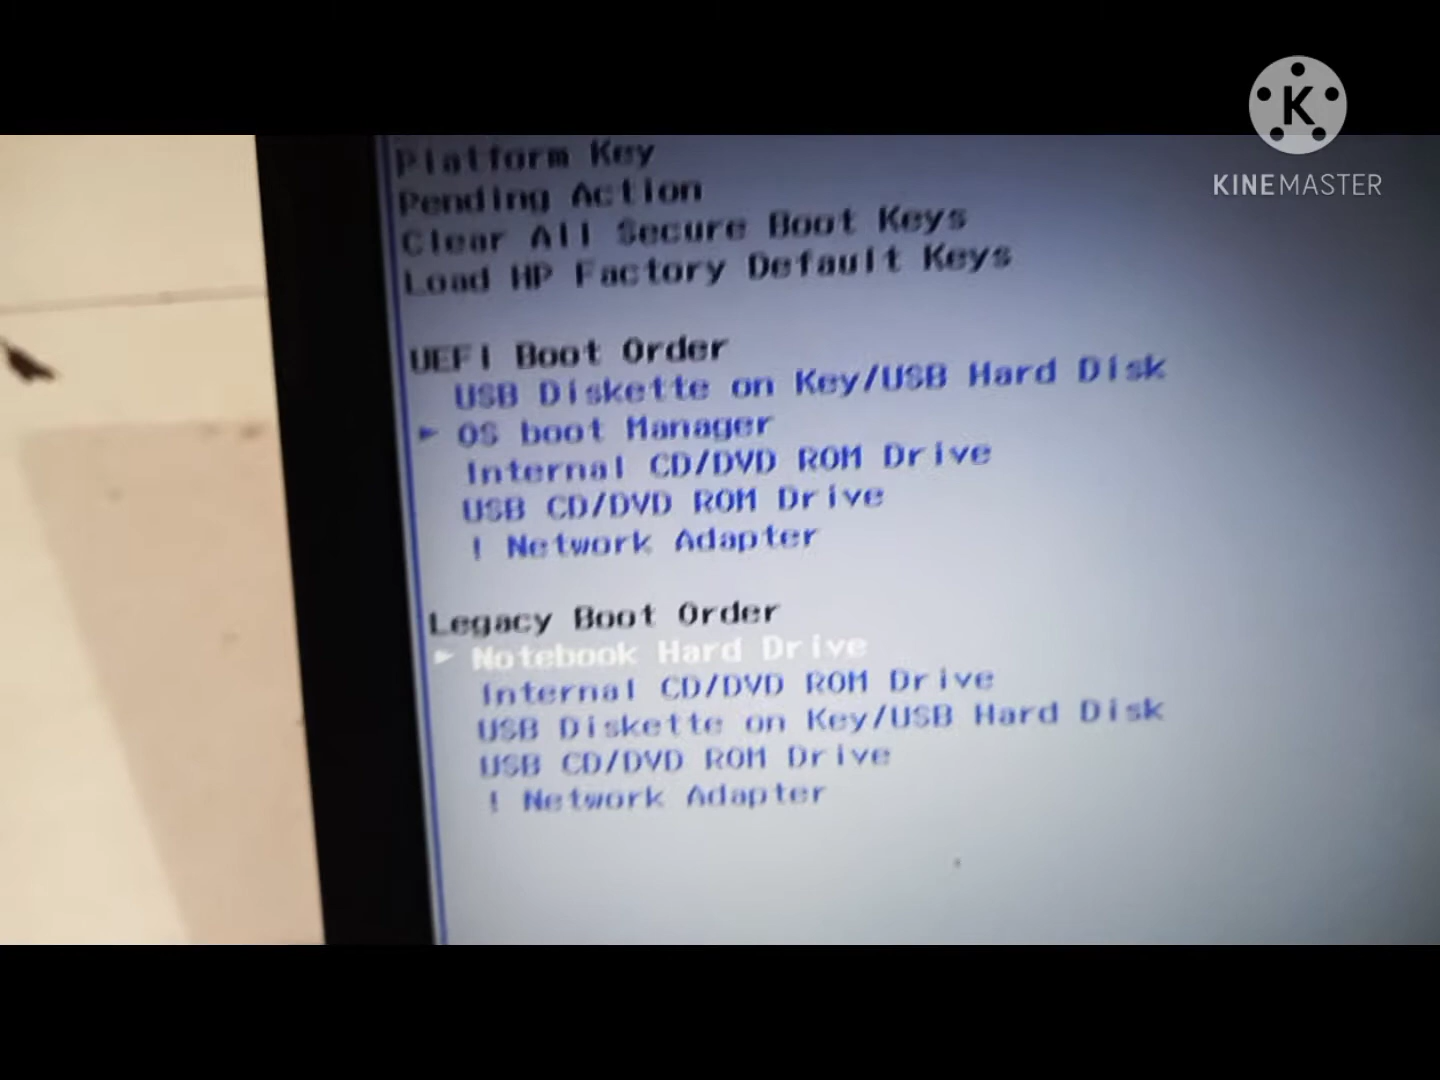 K
KINEMASTER
Platform Key
Pending Action
Clear All Secure Boot Keys
Load HP Factory Default Keys
UEFI Boot Order
USB Diskette on Key/USB Hard Disk
► OS boot Manager
Internal CD/DVD ROM Drive
USB CD/DVD ROM Drive
! Network Adapter
Legacy Boot Order
► Notebook Hard Drive
Internal CD/DVD ROM Drive
USB Diskette on Key/USB Hard Disk
USB CD/DVD ROM Drive
! Network Adapter